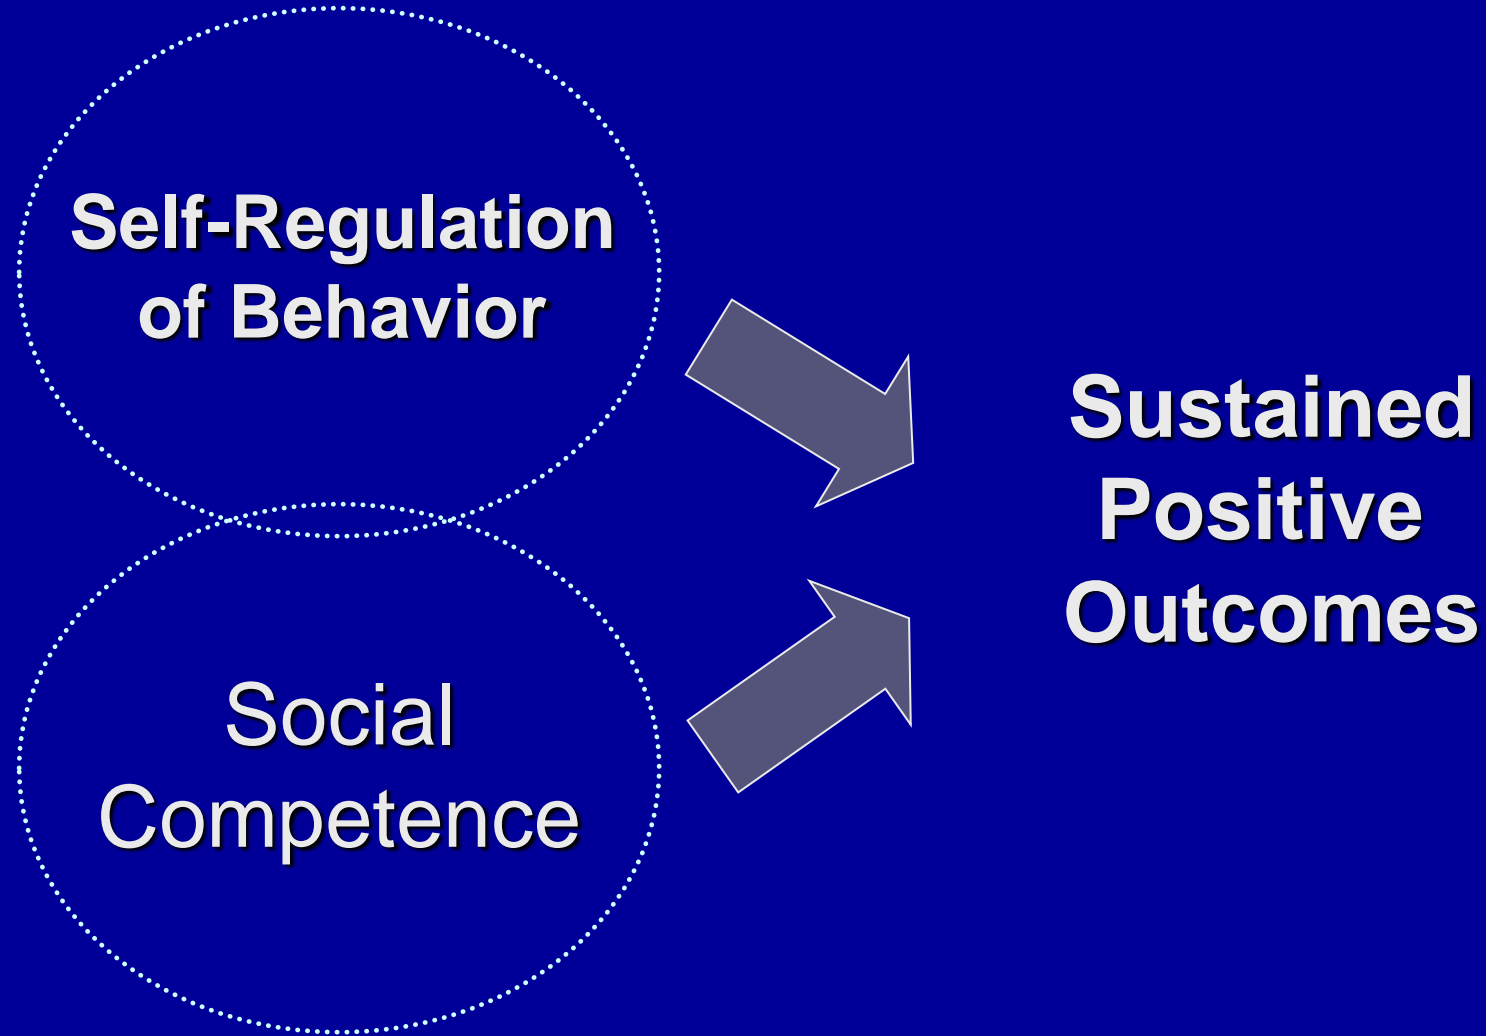 Self-Regulation
of Behavior
Social
Competence
Sustained
Positive
Outcomes